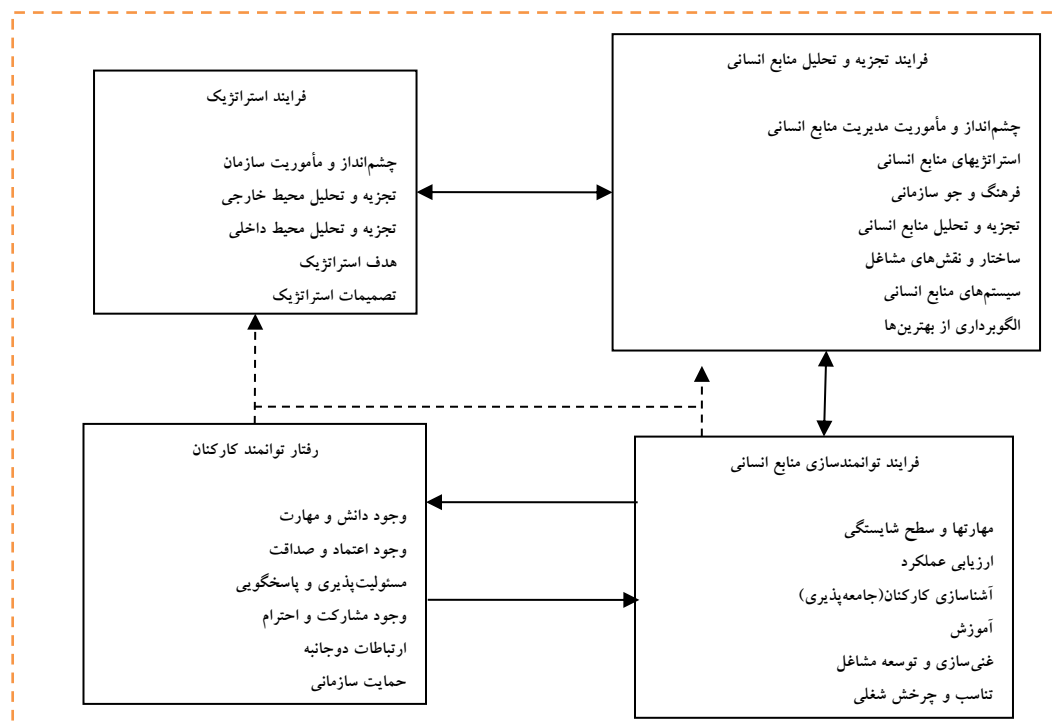 فرایند تجزیه و تحلیل منابع انسانی
چشم‌انداز و مأموریت مدیریت منابع انسانی
استراتژیهای منابع انسانی
فرهنگ و جو سازمانی
تجزیه و تحلیل منابع انسانی
ساختار و نقش‌های مشاغل
سیستم‌های منابع انسانی
الگوبرداری از بهترین‌ها
فرایند استراتژیک
چشم‌انداز و مأموریت سازمان
تجزیه و تحلیل محیط خارجی
تجزیه و تحلیل محیط داخلی
هدف استراتژیک
تصمیمات استراتژیک
فرایند توانمندسازی منابع انسانی
مهارتها و سطح شایستگی
ارزیابی عملکرد
آشناسازی کارکنان(جامعه‌پذیری)
آموزش
غنی‌سازی و توسعه مشاغل
تناسب و چرخش شغلی
رفتار توانمند کارکنان
وجود دانش و مهارت
وجود اعتماد و صداقت
مسئولیت‌پذیری و پاسخگویی
وجود مشارکت و احترام
ارتباطات دوجانبه
حمایت سازمانی